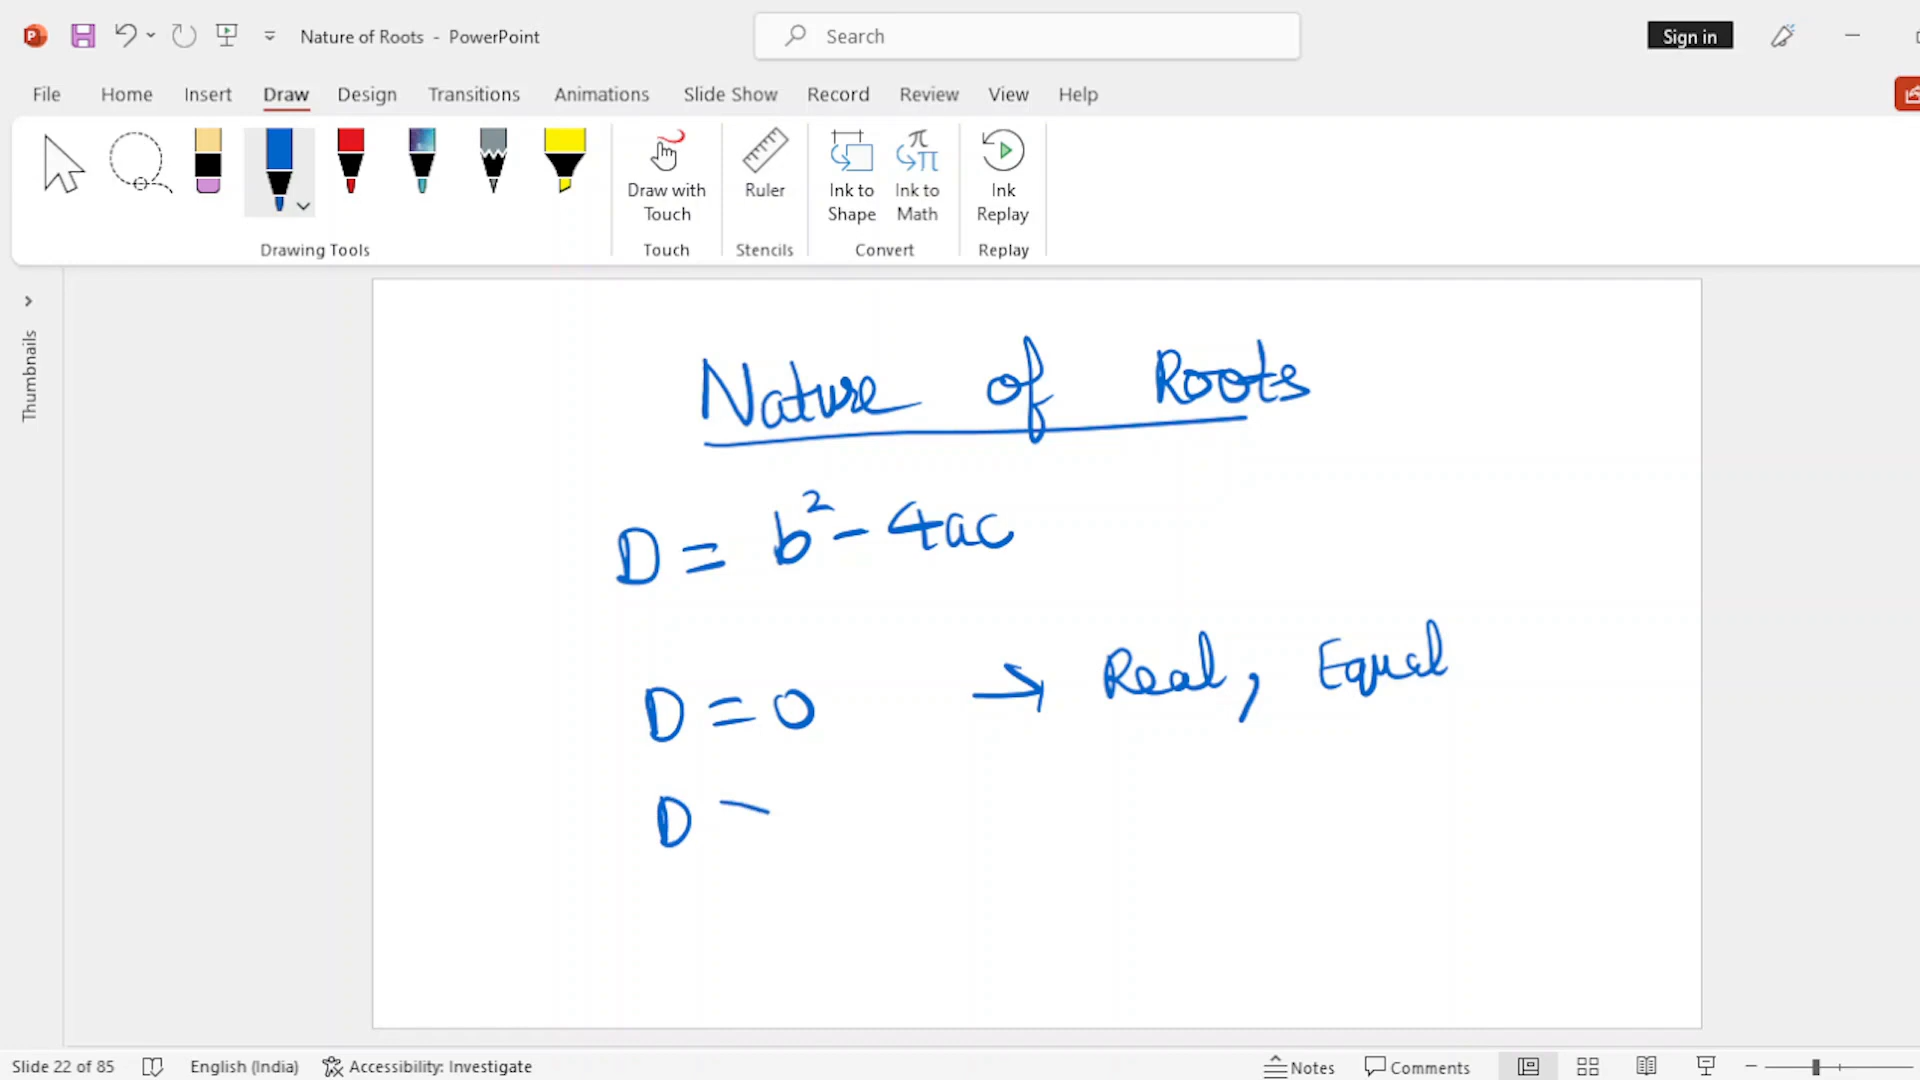 Nature of Roots - PowerPoint
Search
Sign in
File Home Insert Draw Design Transitions Animations Slide Show Record Review View Help
Draw with Touch
Ruler
Ink to Shape
Ink to Math
Ink Replay
Drawing Tools Touch Stencils Convert Replay
Thumbnails
Nature of Roots
D = b² - 4ac
D = 0 → Real, Equal
D
Slide 22 of 85 English (India) Accessibility: Investigate Notes Comments